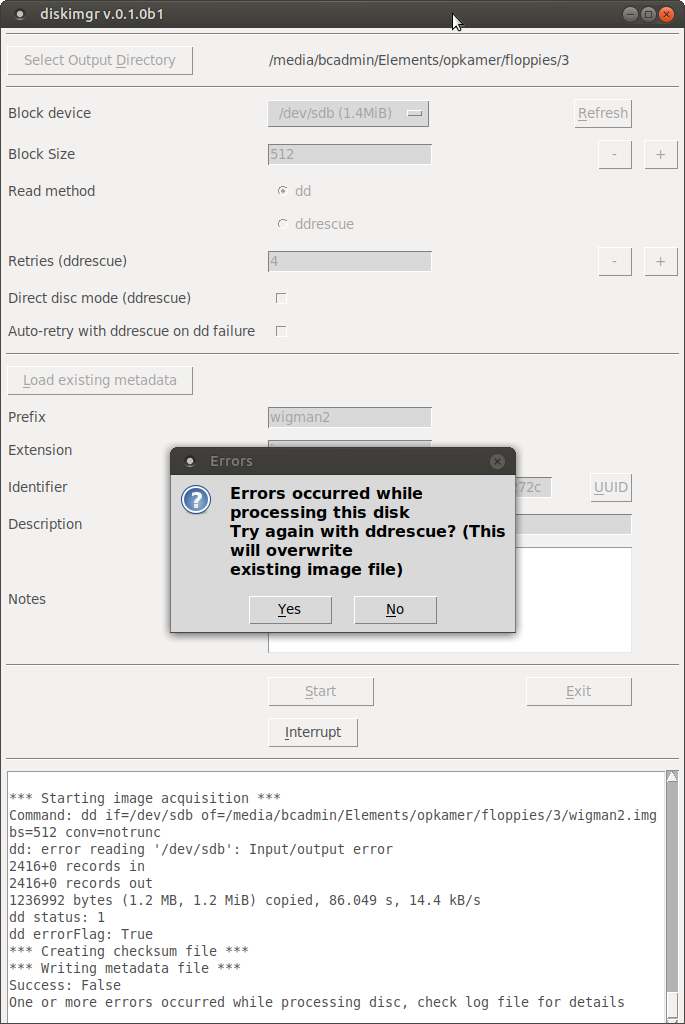 diskimgr v.0.1.0b1
Select Output Directory /media/bcadmin/Elements/opkamer/floppies/3
Block device /dev/sdb (1.4MiB) Refresh
Block Size 512 - +
Read method dd
ddrescue
Retries (ddrescue) 4 - +
Direct disc mode (ddrescue)
Auto-retry with ddrescue on dd failure
Load existing metadata
Prefix wigman2
Extension
Identifier 272c UUID
Description
Notes
Errors
Errors occurred while
processing this disk
Try again with ddrescue? (This
will overwrite
existing image file)
Yes No
Start Exit
Interrupt
*** Starting image acquisition ***
Command: dd if=/dev/sdb of=/media/bcadmin/Elements/opkamer/floppies/3/wigman2.img
bs=512 conv=notrunc
dd: error reading '/dev/sdb': Input/output error
2416+0 records in
2416+0 records out
1236992 bytes (1.2 MB, 1.2 MiB) copied, 86.049 s, 14.4 kB/s
dd status: 1
dd errorFlag: True
*** Creating checksum file ***
*** Writing metadata file ***
Success: False
One or more errors occurred while processing disc, check log file for details